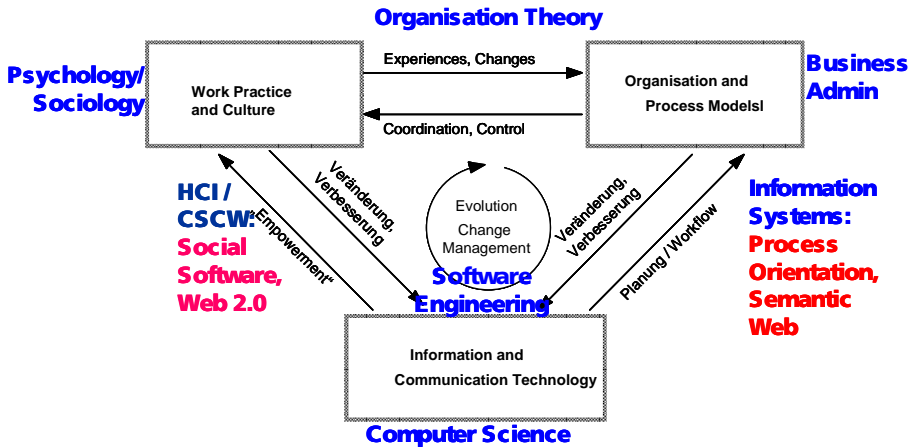 Organisation Theory
Psychology/
Sociology
Work Practice
and Culture
Experiences, Changes
Coordination, Control
Organisation and
Process Modelsl
Business
Admin
HCI /
CSCW:
Social
Software,
Web 2.0
„Empowerment“
Veränderung,
Verbesserung
Evolution
Change
Management
Software
Engineering
Veränderung,
Verbesserung
Planung / Workflow
Information
Systems:
Process
Orientation,
Semantic
Web
Information and
Communication Technology
Computer Science